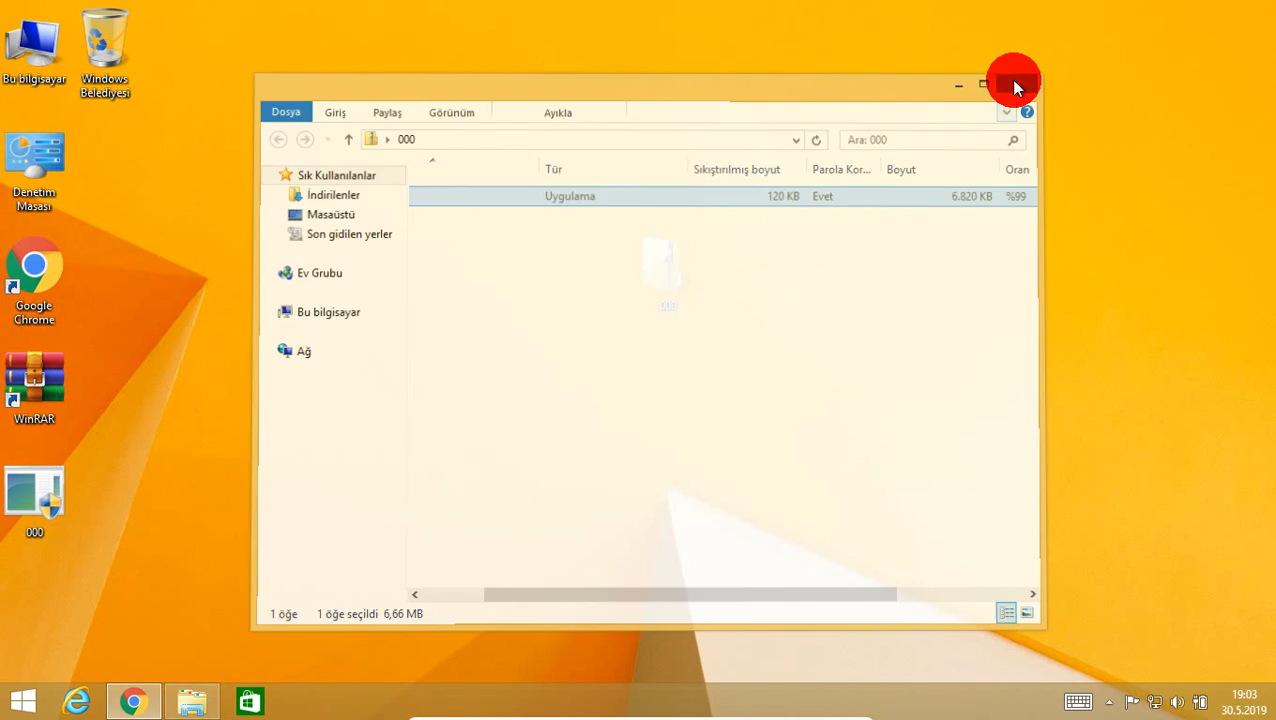 Bu bilgisayar
Windows
Belediyesi
Denetim
Masası
Google
Chrome
WinRAR
000
Dosya
Giriş
Paylaş
Görünüm
Ayıkla
000
Ara: 000
Tür
Sıkıştırılmış boyut
Parola Kor...
Boyut
Oran
Uygulama
120 KB
Evet
6.820 KB
%99
Sık Kullanılanlar
İndirilenler
Masaüstü
Son gidilen yerler
Ev Grubu
Bu bilgisayar
Ağ
1 öğe
1 öğe seçildi 6,66 MB
19:03
30.5.2019